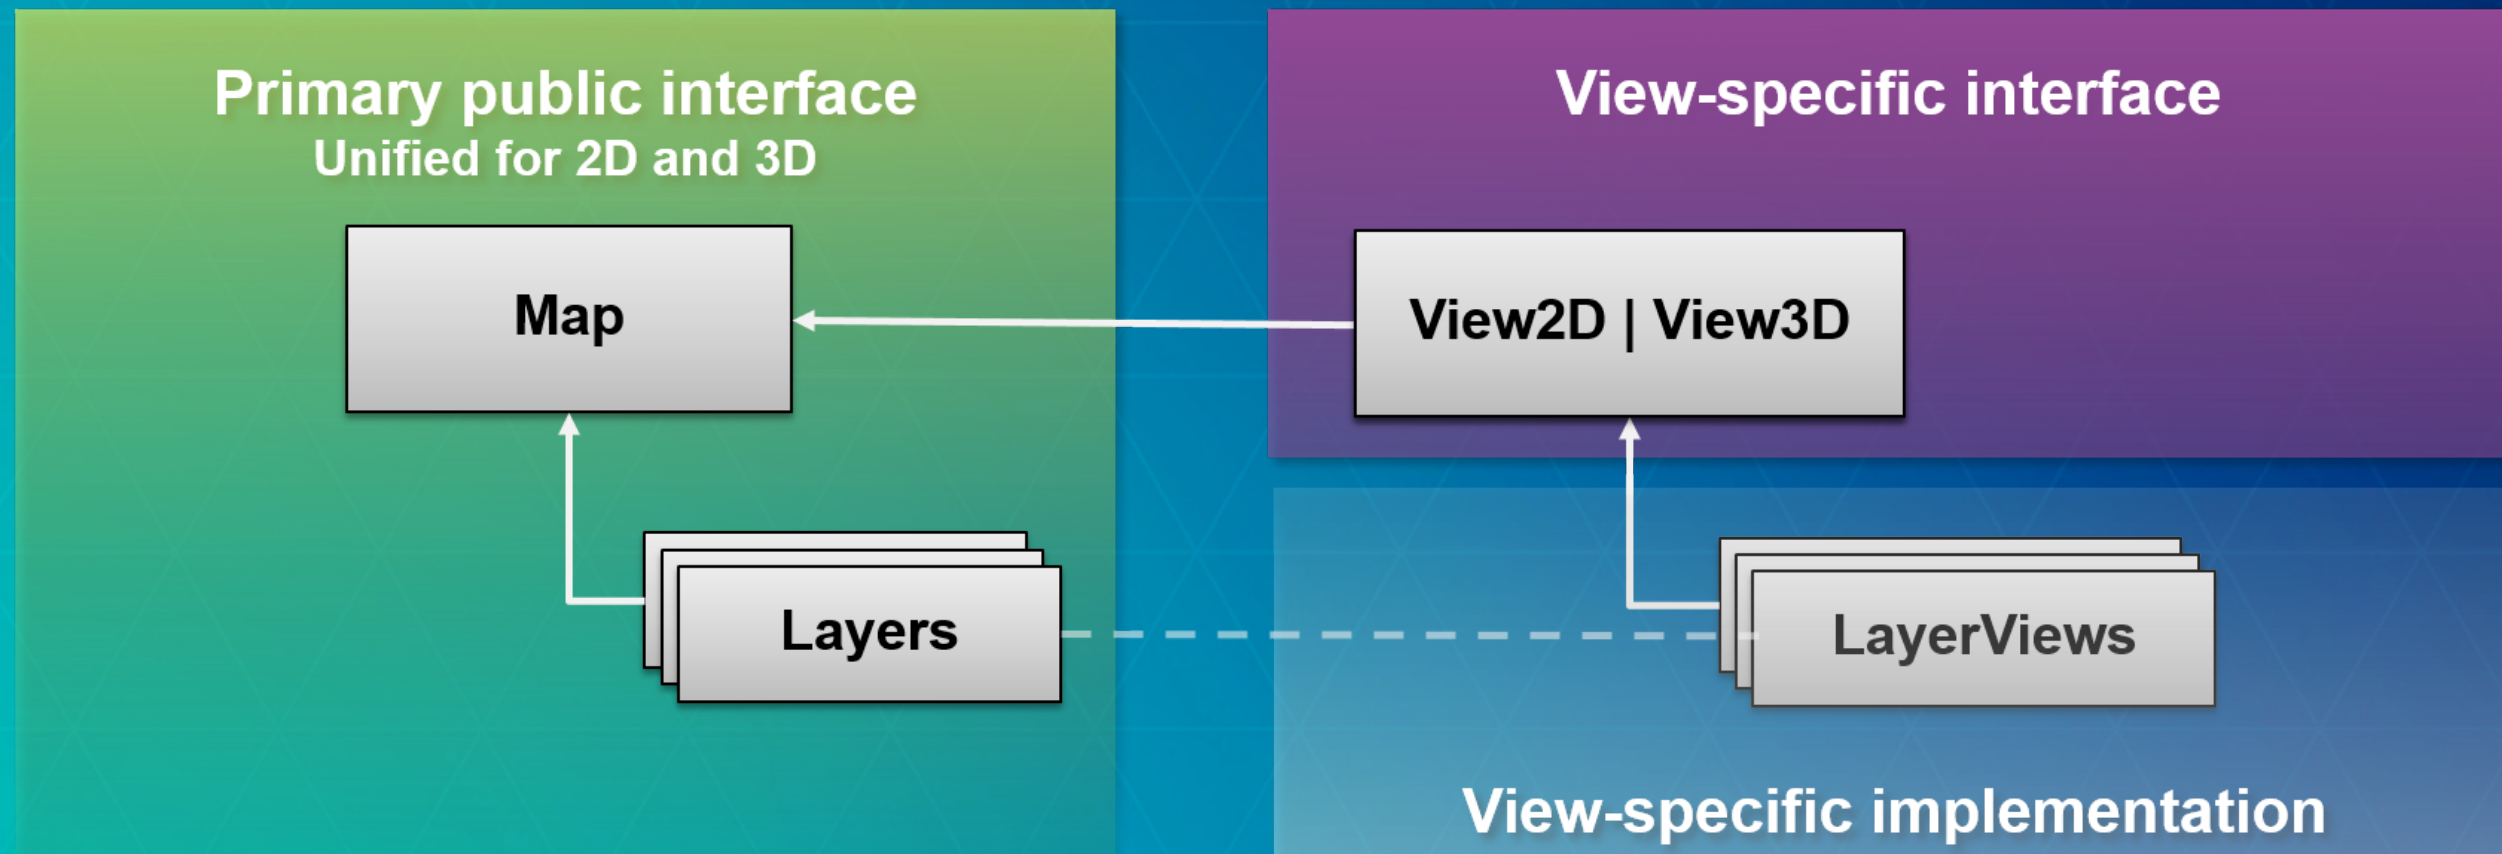 Primary public interface
Unified for 2D and 3D
Map
Layers
View-specific interface
View2D | View3D
LayerViews
View-specific implementation